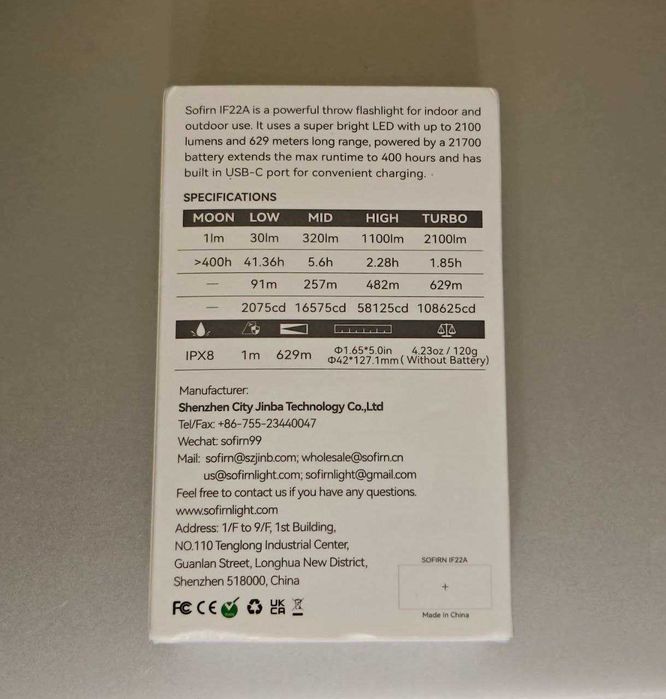 Sofirn IF22A is a powerful throw flashlight for indoor and
outdoor use. It uses a super bright LED with up to 2100
lumens and 629 meters long range, powered by a 21700
battery extends the max runtime to 400 hours and has
built in USB-C port for convenient charging.
SPECIFICATIONS
MOON LOW MID HIGH TURBO
1lm 30lm 320lm 1100lm 2100lm
>400h 41.36h 5.6h 2.28h 1.85h
— 91m 257m 482m 629m
— 2075cd 16575cd 58125cd 108625cd
IPX8 1m 629m Φ1.65*5.0in 4.23oz / 120g
Φ42*127.1mm ( Without Battery)
Manufacturer:
Shenzhen City Jinba Technology Co.,Ltd
Tel/Fax: +86-755-23440047
Wechat: sofirn99
Mail: sofirn@szjinb.com; wholesale@sofirn.cn
us@sofirnlight.com; sofirnlight@gmail.com
Feel free to contact us if you have any questions.
www.sofirnlight.com
Address: 1/F to 9/F, 1st Building,
NO.110 Tenglong Industrial Center,
Guanlan Street, Longhua New District,
Shenzhen 518000, China
SOFIRN IF22A
Made in China
FC CE UK CA